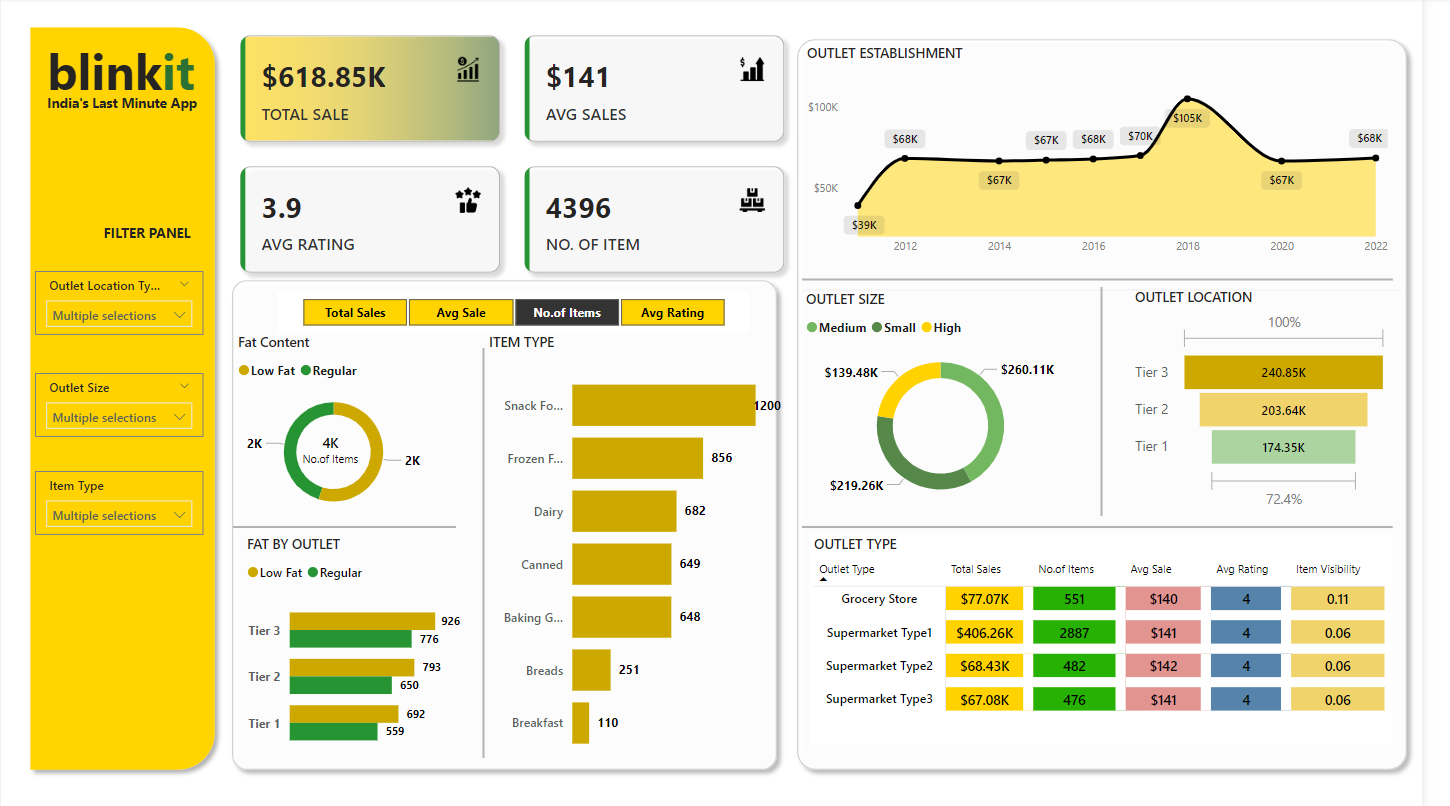 blinkit
India's Last Minute App
FILTER PANEL
Outlet Location Ty...
Multiple selections
Outlet Size
Multiple selections
Item Type
Multiple selections
$618.85K
TOTAL SALE
$141
AVG SALES
3.9
AVG RATING
4396
NO. OF ITEM
Total Sales Avg Sale No.of Items Avg Rating
Fat Content
Low Fat Regular
2K
4K
No.of Items
2K
FAT BY OUTLET
Low Fat Regular
Tier 3 926
776
Tier 2 793
650
Tier 1 692
559
ITEM TYPE
Snack Fo... 1200
Frozen F... 856
Dairy 682
Canned 649
Baking G... 648
Breads 251
Breakfast 110
OUTLET ESTABLISHMENT
$100K
$50K
$39K
$68K
$67K
$67K
$68K
$70K
$105K
$67K
$68K
2012 2014 2016 2018 2020 2022
OUTLET SIZE
Medium Small High
$139.48K
$260.11K
$219.26K
OUTLET LOCATION
100%
Tier 3 240.85K
Tier 2 203.64K
Tier 1 174.35K
72.4%
OUTLET TYPE
Outlet Type Total Sales No.of Items Avg Sale Avg Rating Item Visibility
Grocery Store $77.07K 551 $140 4 0.11
Supermarket Type1 $406.26K 2887 $141 4 0.06
Supermarket Type2 $68.43K 482 $142 4 0.06
Supermarket Type3 $67.08K 476 $141 4 0.06